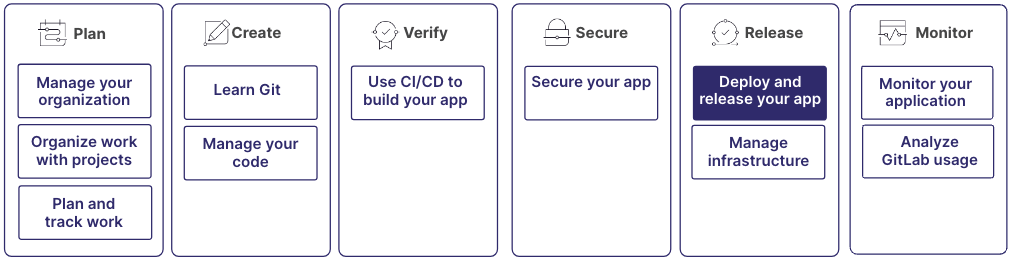 Plan
Manage your
organization
Organize work
with projects
Plan and
track work
Create
Learn Git
Manage your
code
Verify
Use CI/CD to
build your app
Secure
Secure your app
Release
Deploy and
release your app
Manage
infrastructure
Monitor
Monitor your
application
Analyze
GitLab usage